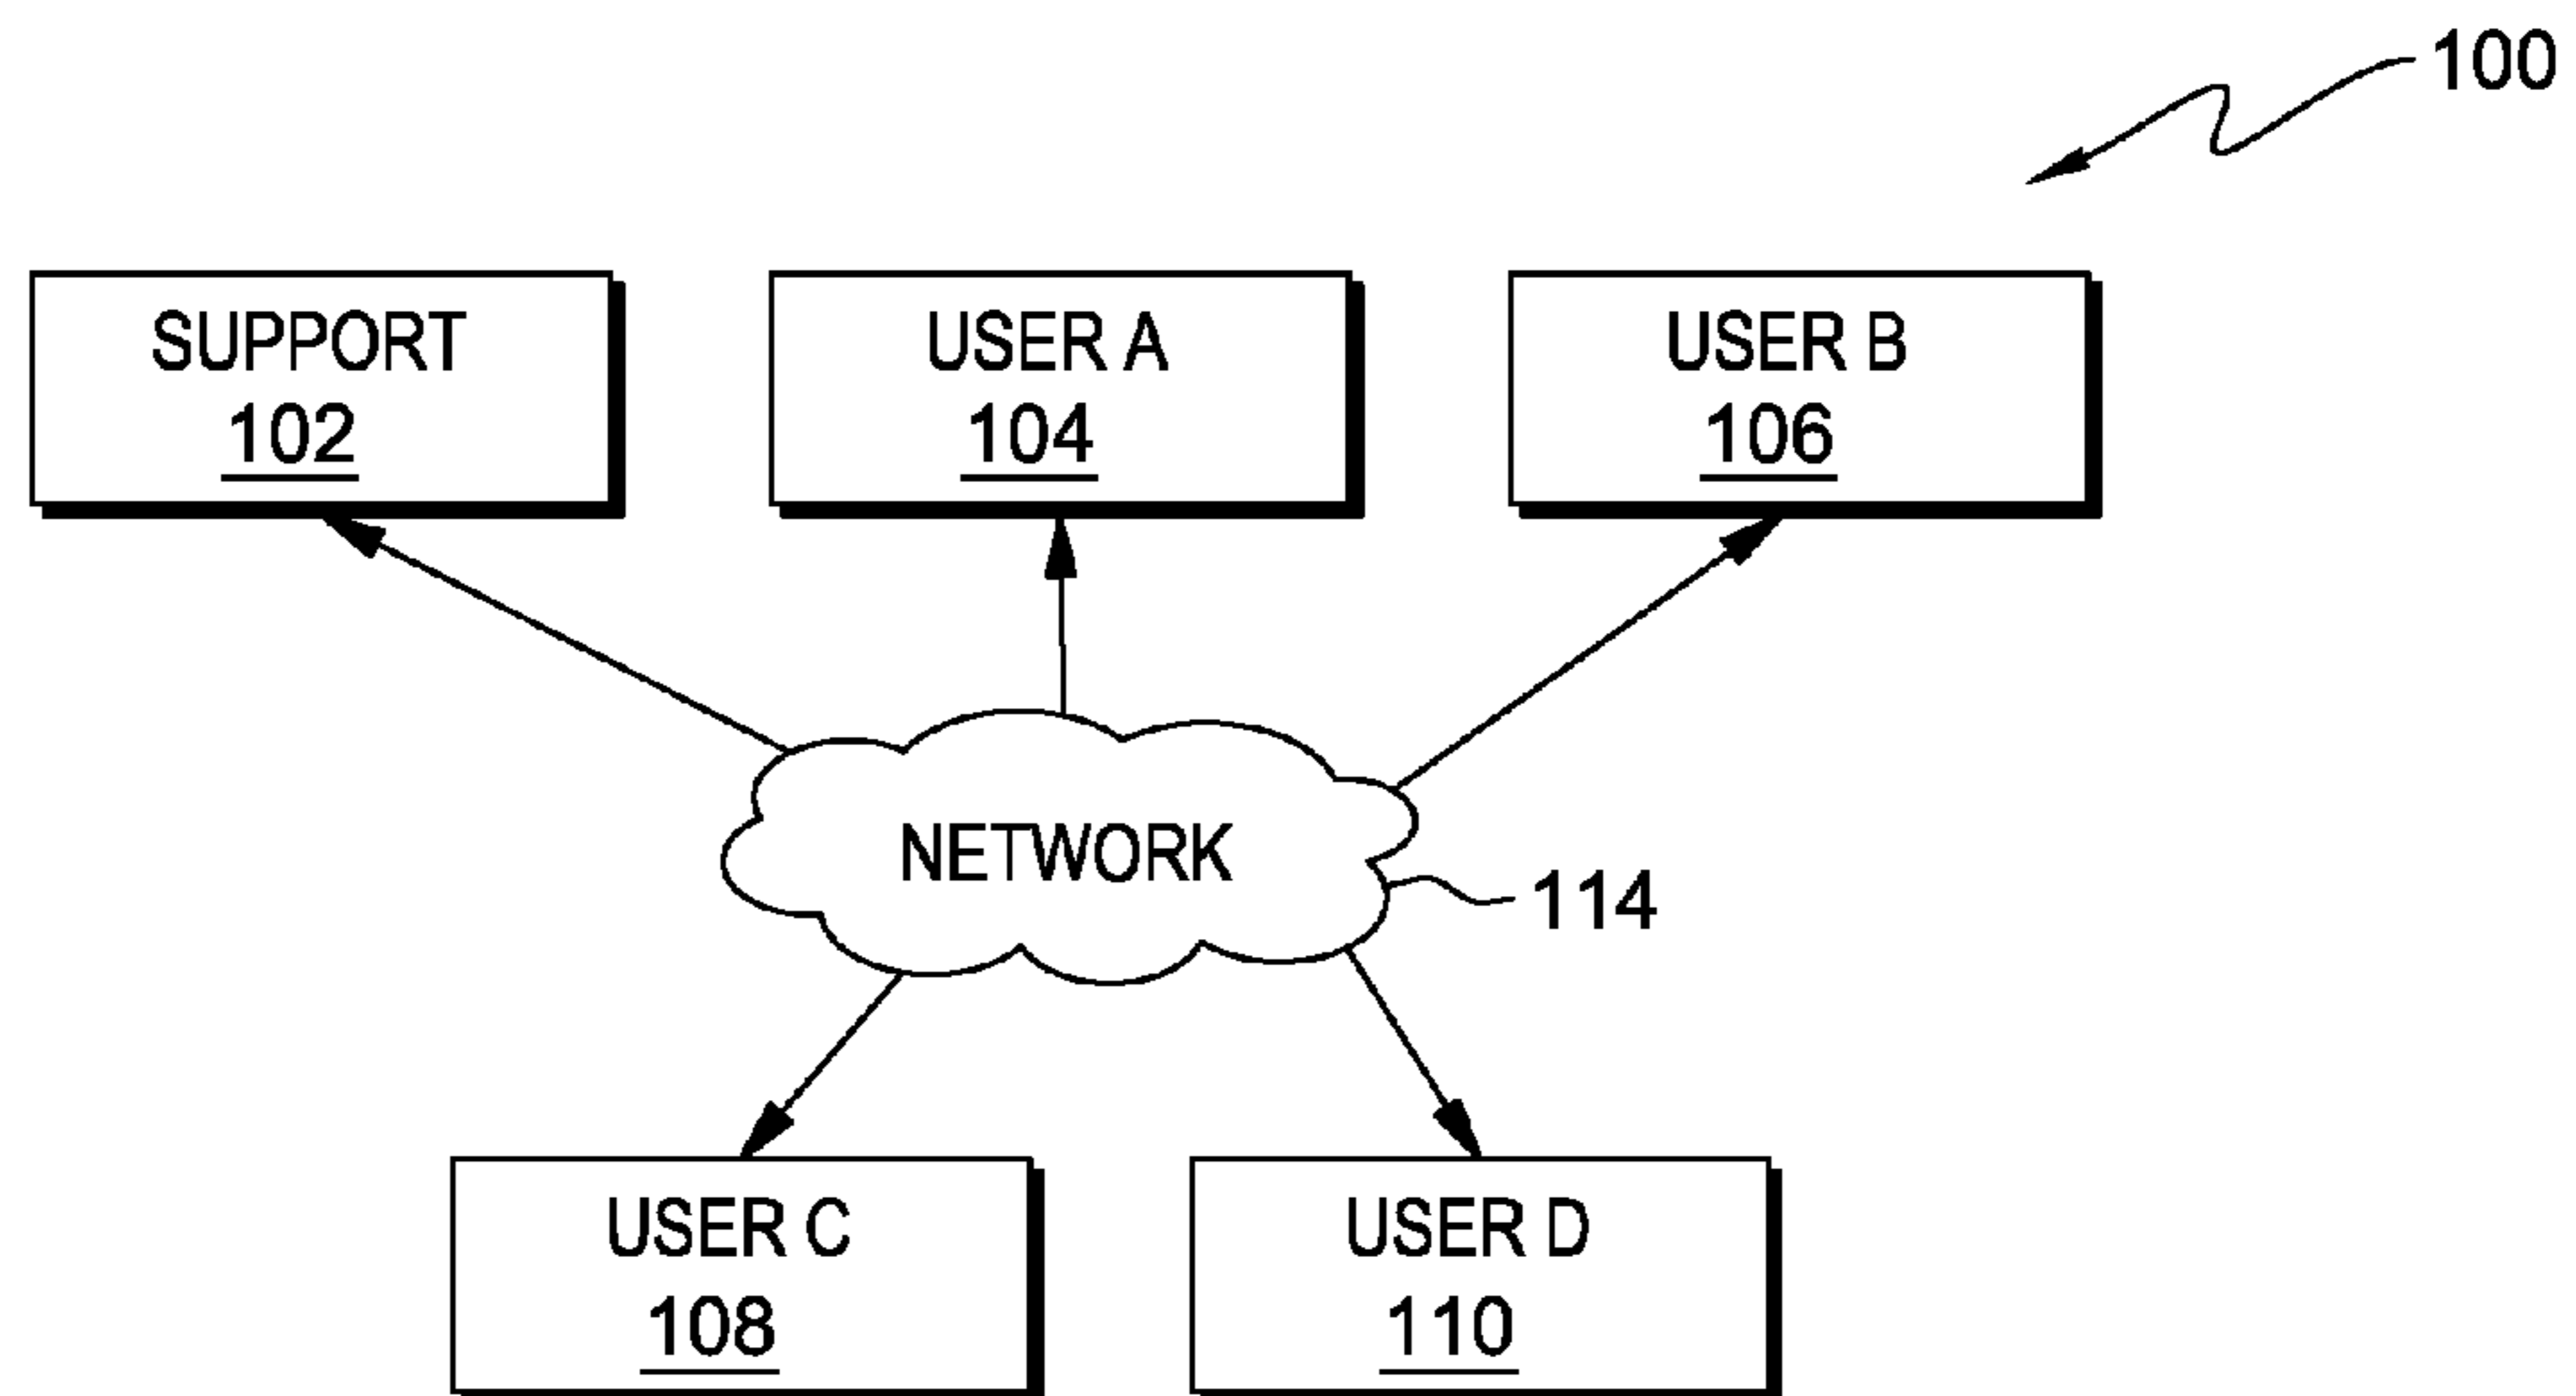 100
SUPPORT
102
USER A
104
USER B
106
NETWORK
114
USER C
108
USER D
110